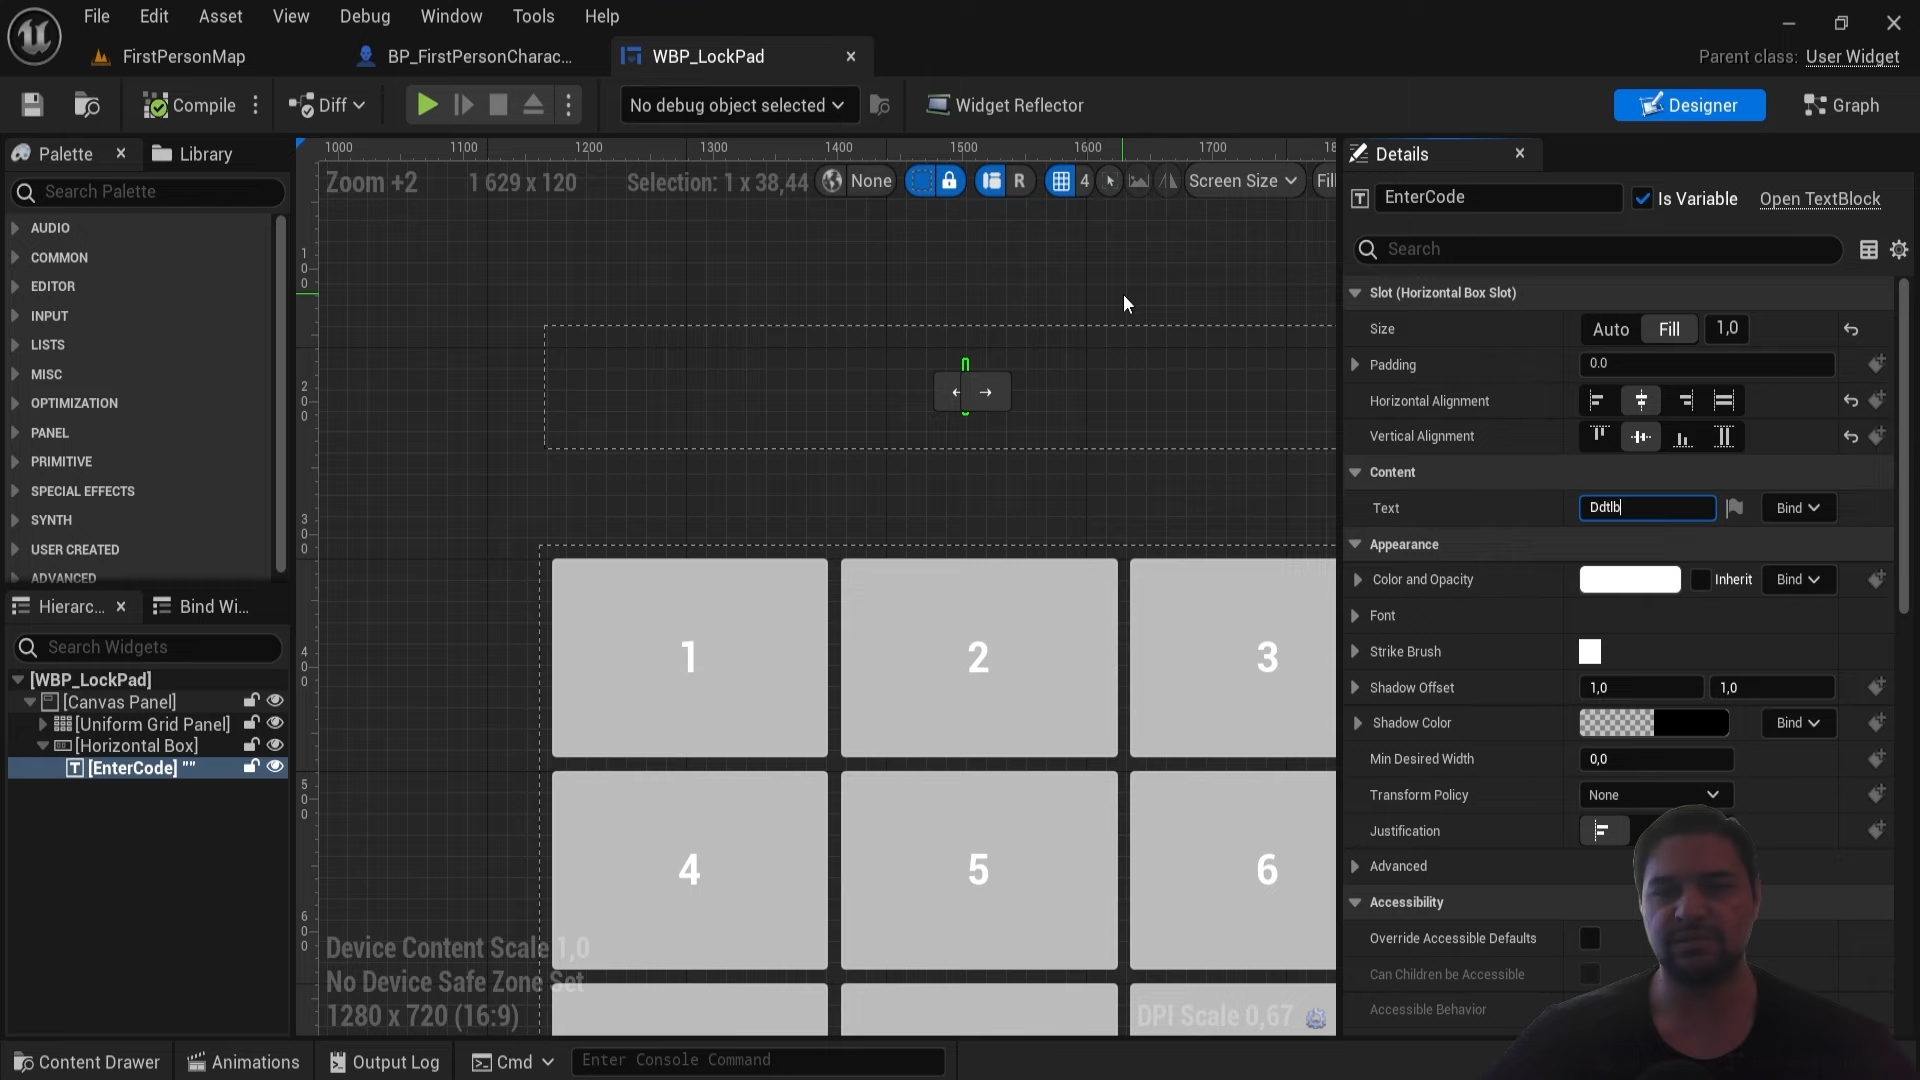 File Edit Asset View Debug Window Tools Help
FirstPersonMap BP_FirstPersonCharac... WBP_LockPad
Parent class: User Widget
Compile Diff No debug object selected Widget Reflector Designer Graph
Palette Library
Search Palette
AUDIO
COMMON
EDITOR
INPUT
LISTS
MISC
OPTIMIZATION
PANEL
PRIMITIVE
SPECIAL EFFECTS
SYNTH
USER CREATED
ADVANCED
Hierarc... Bind Wi...
Search Widgets
[WBP_LockPad]
[Canvas Panel]
[Uniform Grid Panel]
[Horizontal Box]
[EnterCode] ""
1000 1100 1200 1300 1400 1500 1600 1700 18
Zoom +2 1 629 x 120 Selection: 1 x 38,44 None R 4 Screen Size Fill
100
200
300
400
500
600
1 2 3
4 5 6
Device Content Scale 1,0
No Device Safe Zone Set
1280 x 720 (16:9)
DPI Scale 0,67
Details
EnterCode Is Variable Open TextBlock
Search
Slot (Horizontal Box Slot)
Size Auto Fill 1,0
Padding 0.0
Horizontal Alignment
Vertical Alignment
Content
Text Ddtlb Bind
Appearance
Color and Opacity Inherit Bind
Font
Strike Brush
Shadow Offset 1,0 1,0
Shadow Color Bind
Min Desired Width 0,0
Transform Policy None
Justification
Advanced
Accessibility
Override Accessible Defaults
Can Children be Accessible
Accessible Behavior
Content Drawer Animations Output Log Cmd Enter Console Command